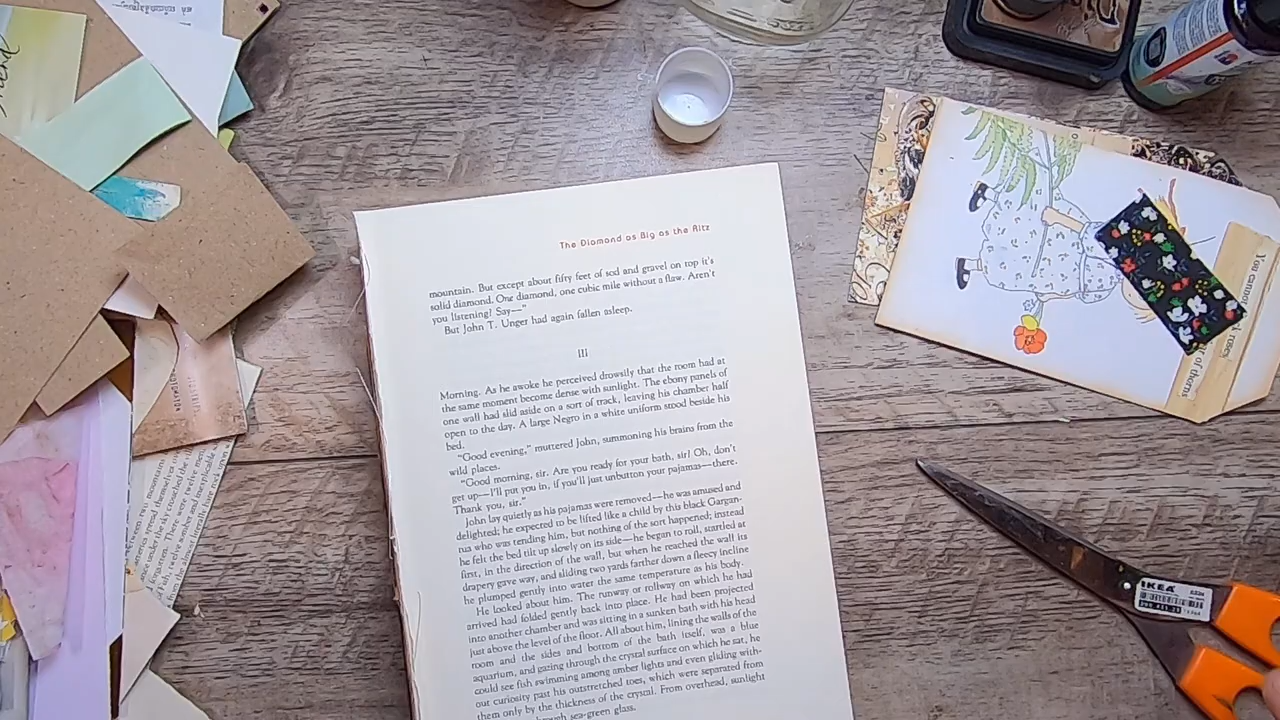 The Diamond as Big as the Ritz
mountain. But except about fifty feet of sod and gravel on top it's
solid diamond. One diamond, one cubic mile without a flaw. Aren't
you listening? Say—"
But John T. Unger had again fallen asleep.
III
Morning. As he awoke he perceived drowsily that the room had at
the same moment become dense with sunlight. The ebony panels of
one wall had slid aside on a sort of track, leaving his chamber half
open to the day. A large Negro in a white uniform stood beside his
bed.
"Good evening," muttered John, summoning his brains from the
wild places.
"Good morning, sir. Are you ready for your bath, sir? Oh, don't
get up—I'll put you in, if you'll just unbutton your pajamas—there.
Thank you, sir."
John lay quietly as his pajamas were removed—he was amused and
delighted; he expected to be lifted like a child by this black Gargan-
tua who was tending him, but nothing of the sort happened; instead
he felt the bed tilt up slowly on its side—he began to roll, startled at
first, in the direction of the wall, but when he reached the wall its
drapery gave way, and sliding two yards farther down a fleecy incline
he plumped gently into water the same temperature as his body.
He looked about him. The runway or rollway on which he had
arrived had folded gently back into place. He had been projected
into another chamber and was sitting in a sunken bath with his head
just above the level of the floor. All about him, lining the walls of the
room and the sides and bottom of the bath itself, was a blue
aquarium, and gazing through the crystal surface on which he sat, he
could see fish swimming among amber lights and even gliding with-
out curiosity past his outstretched toes, which were separated from
them only by the thickness of the crystal. From overhead, sunlight
through sea-green glass.
You cannot
roses
of thorns
IKEA